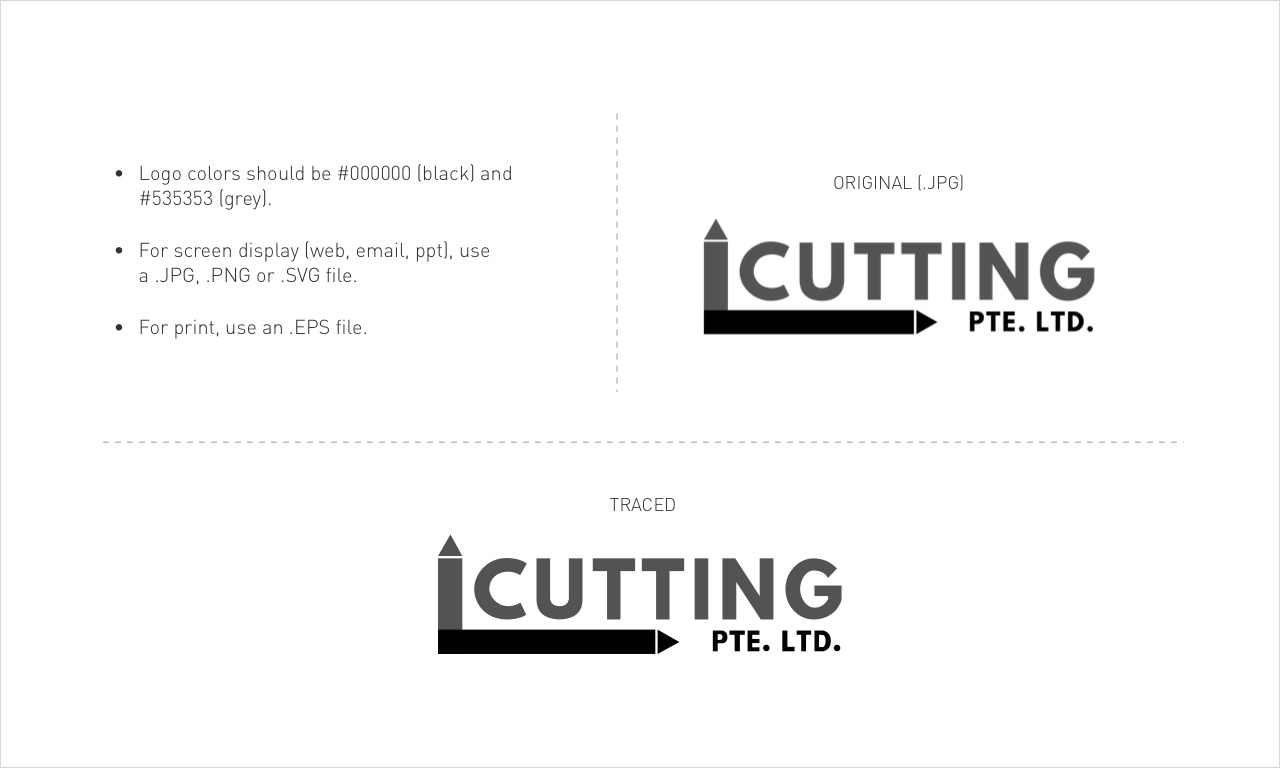 • Logo colors should be #000000 (black) and
#535353 (grey).
• For screen display (web, email, ppt), use
a .JPG, .PNG or .SVG file.
• For print, use an .EPS file.
ORIGINAL (.JPG)
CUTTING
PTE. LTD.
TRACED
CUTTING
PTE. LTD.